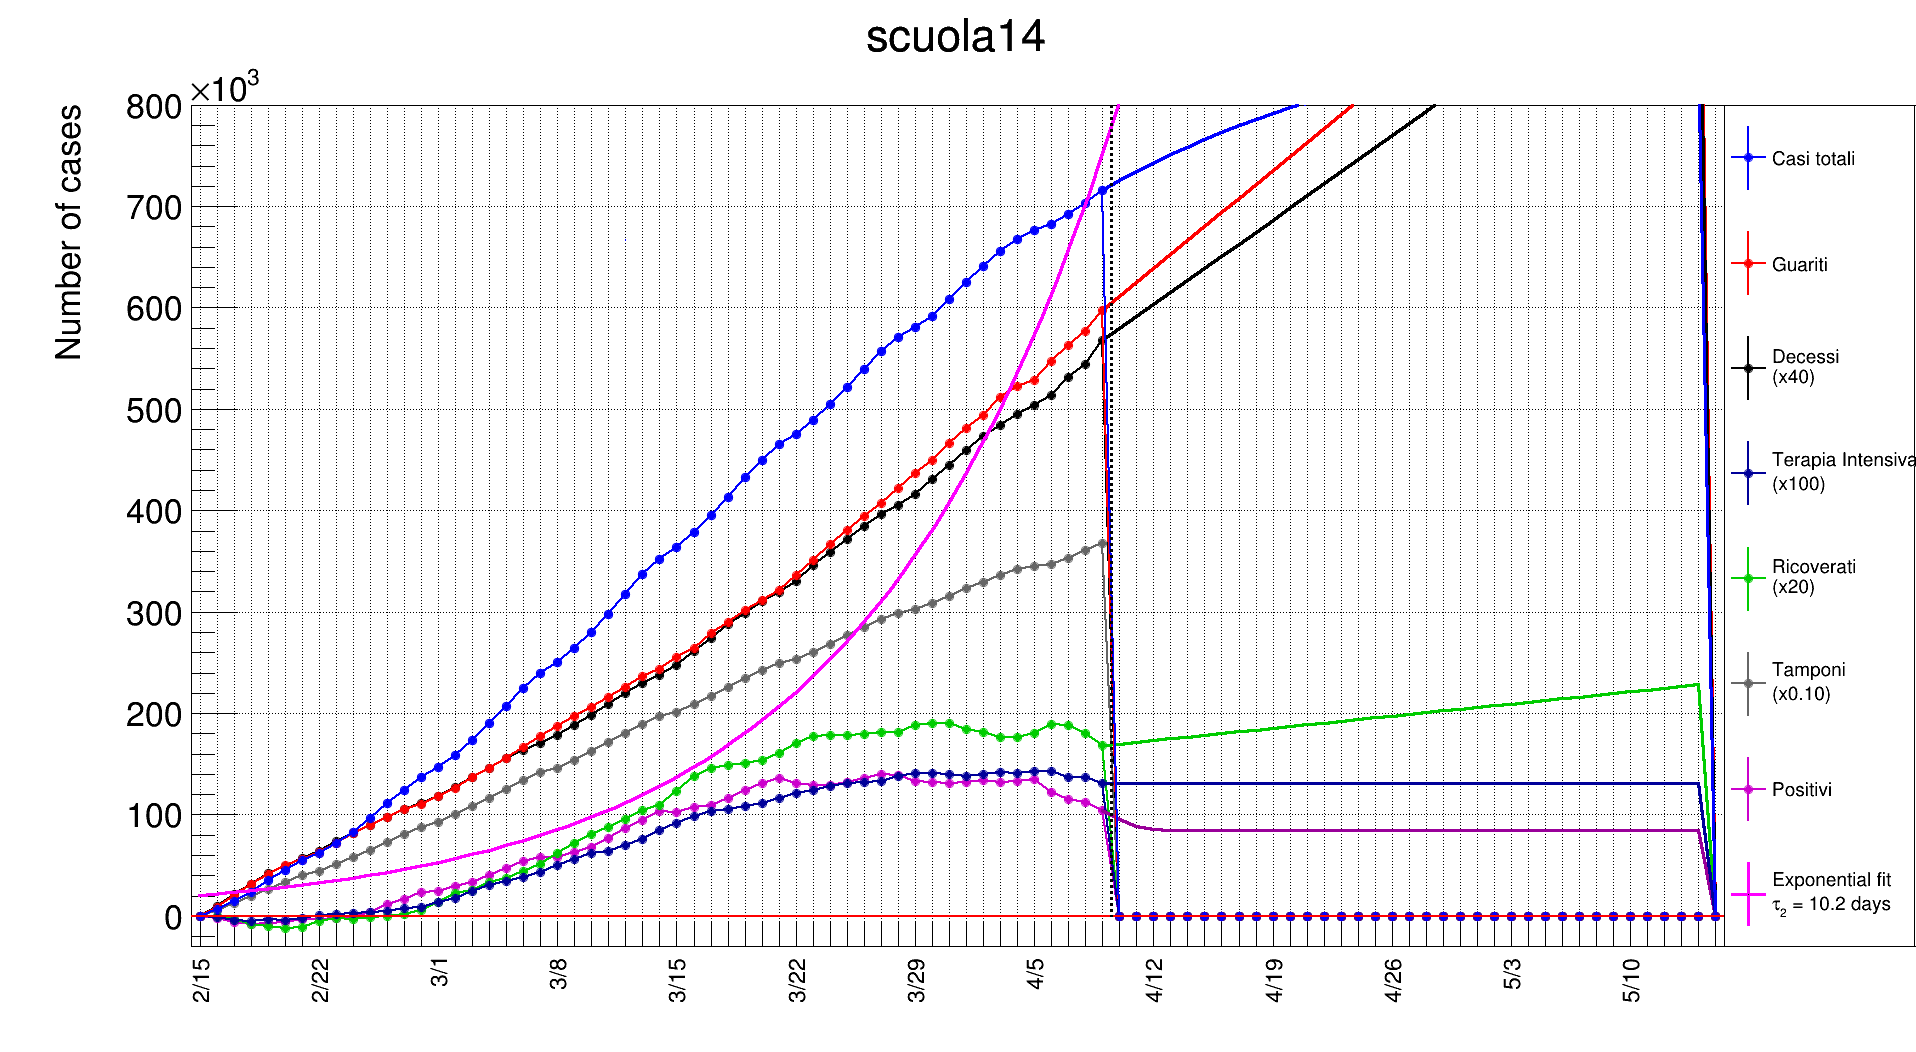 scuola14
×10³
Number of cases
800
700
600
500
400
300
200
100
0
2/15
2/22
3/1
3/8
3/15
3/22
3/29
4/5
4/12
4/19
4/26
5/3
5/10
Casi totali
Guariti
Decessi
(x40)
Terapia Intensiva
(x100)
Ricoverati
(x20)
Tamponi
(x0.10)
Positivi
Exponential fit
τ₂ = 10.2 days